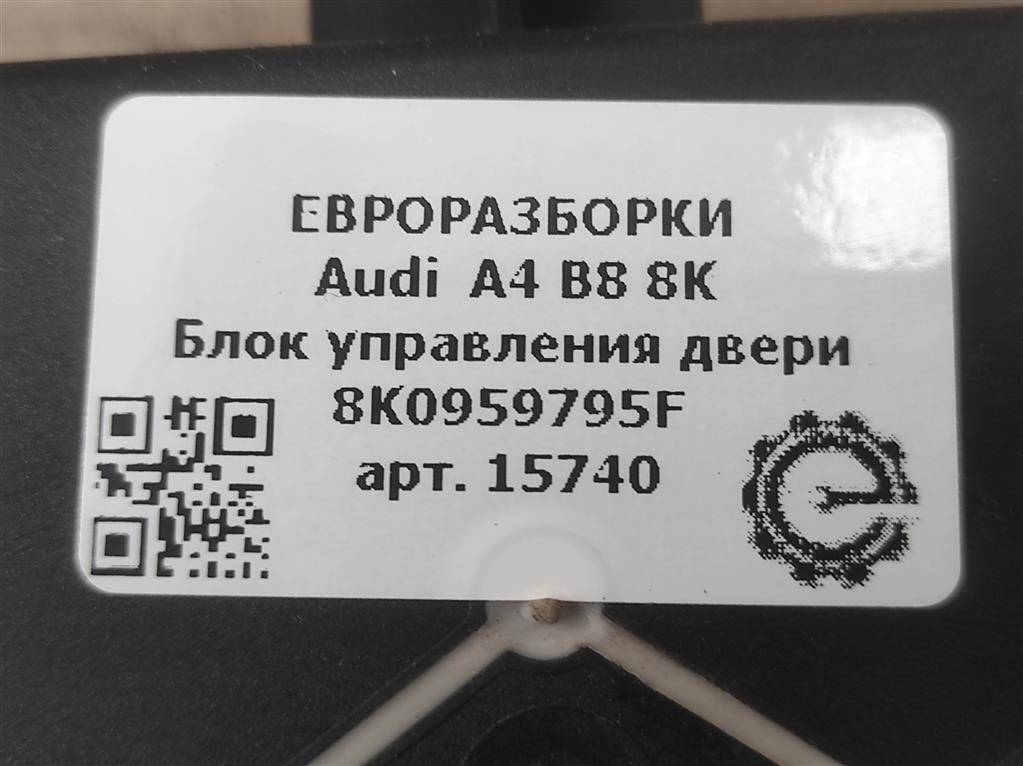 ЕВРОРАЗБОРКИ
Audi A4 B8 8K
Блок управления двери
8K0959795F
арт. 15740